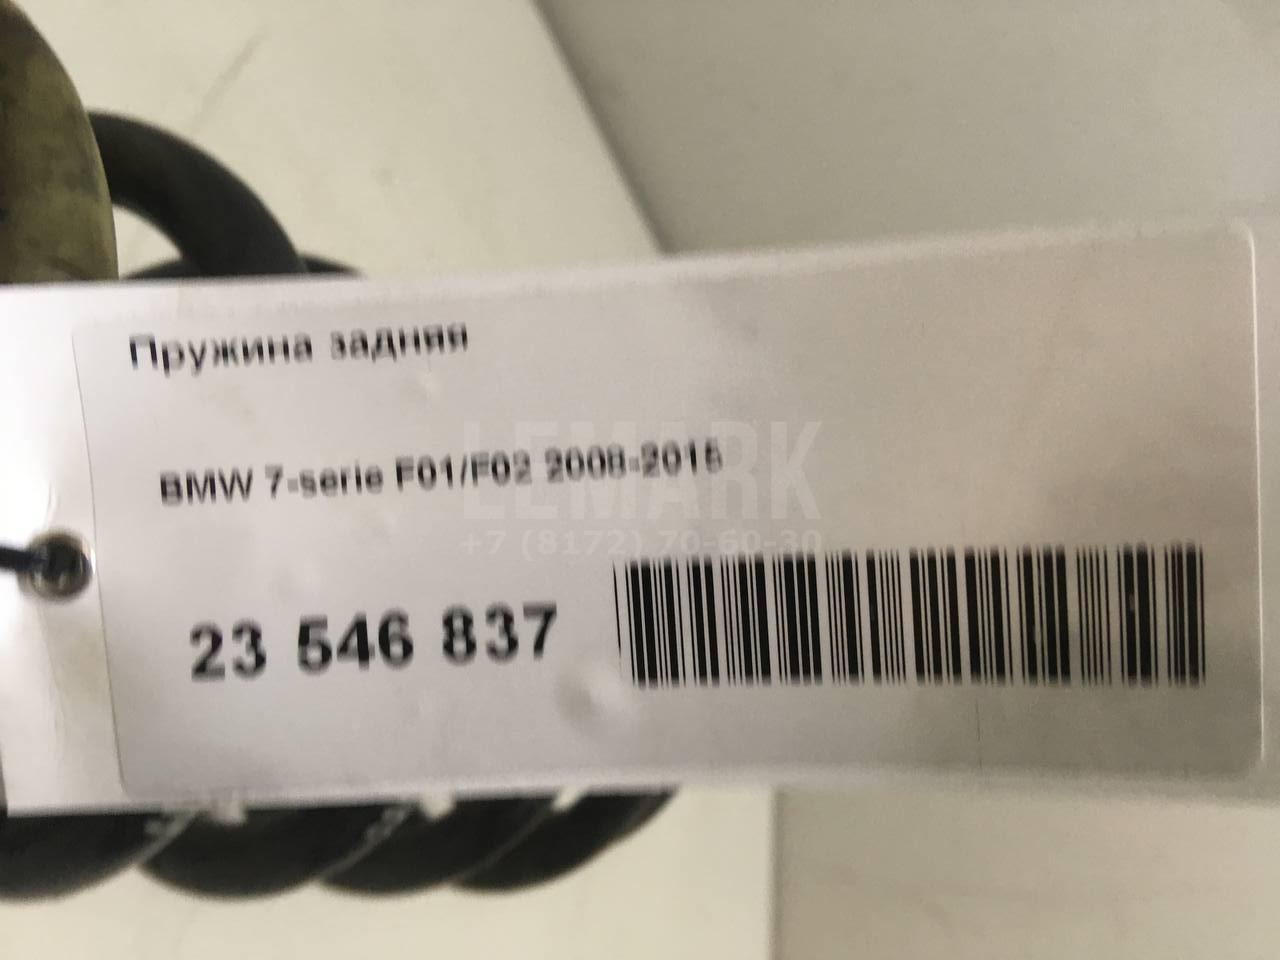 Пружина задняя
BMW 7-serie F01/F02 2008-2015
LEMARK
+7 (8172) 70-60-30
23 546 837